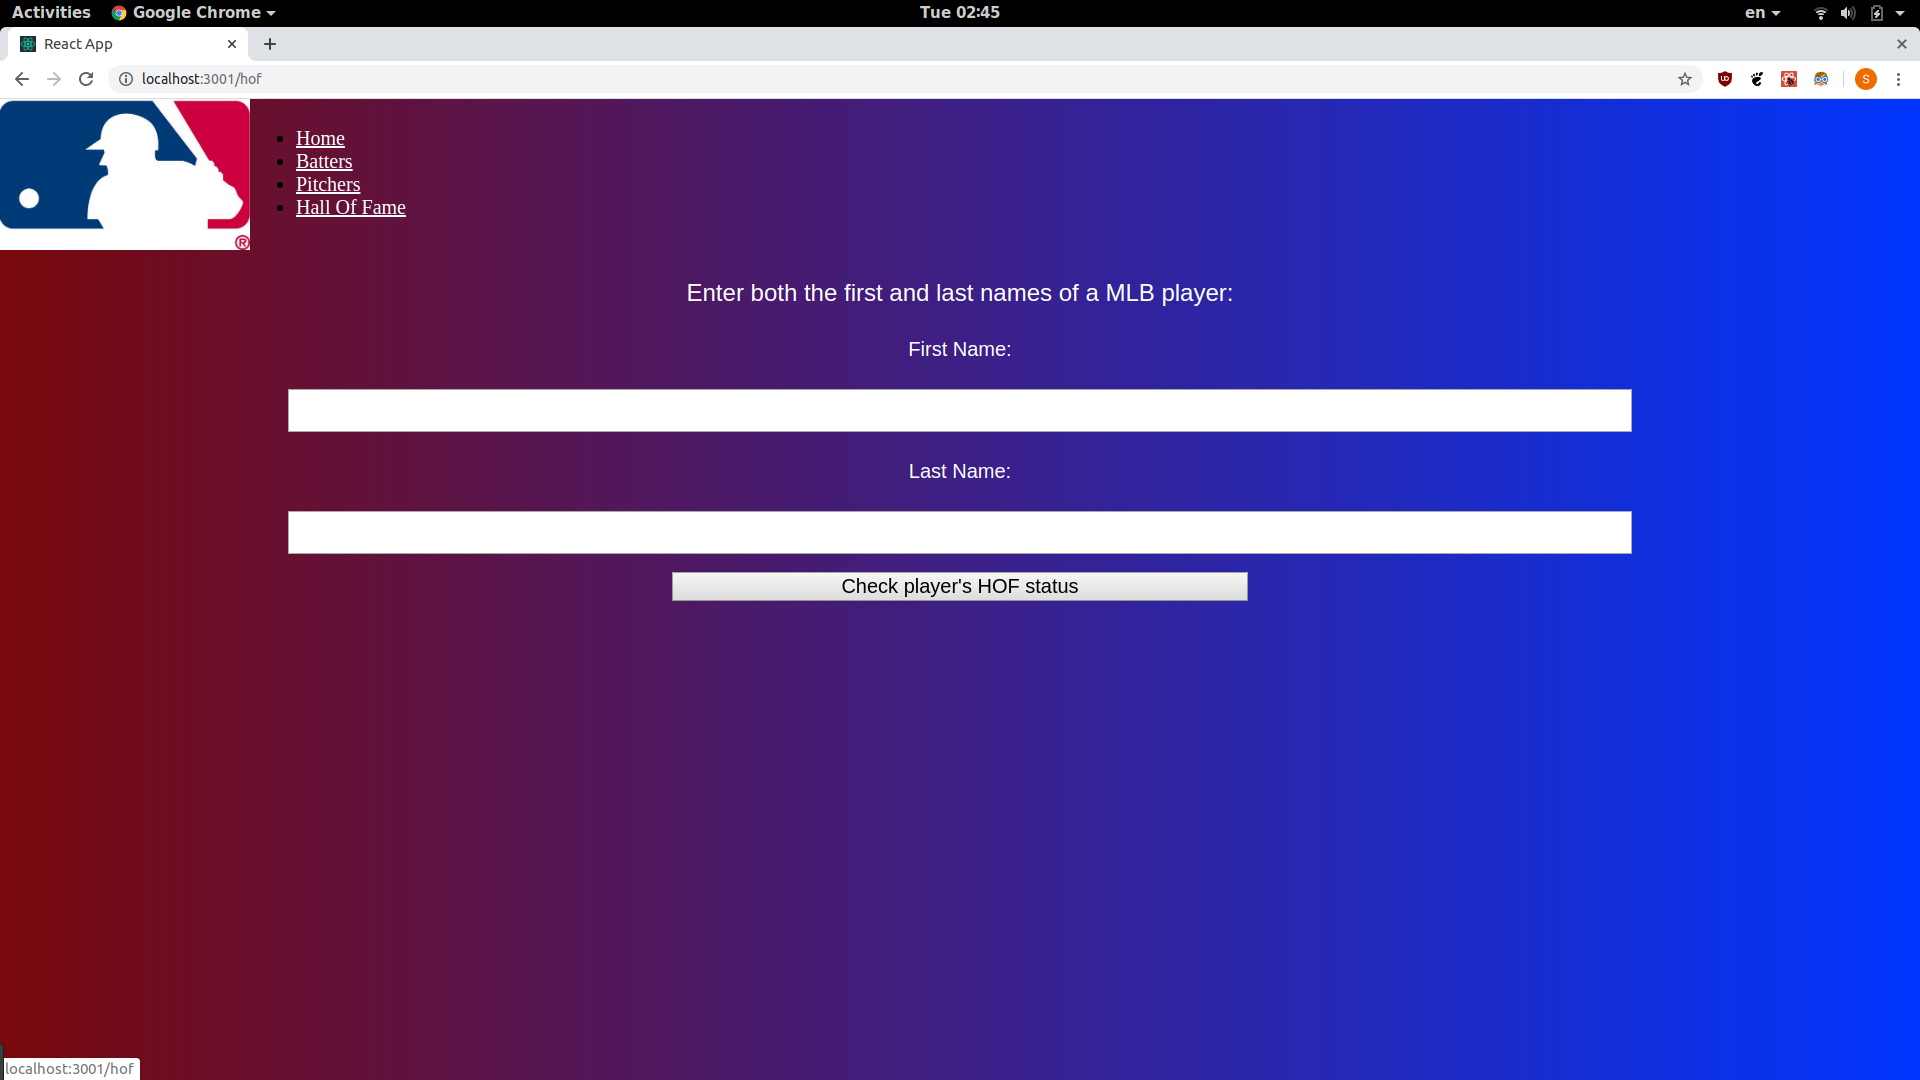 Activities Google Chrome Tue 02:45 en
React App
localhost:3001/hof S
®
Home
Batters
Pitchers
Hall Of Fame
Enter both the first and last names of a MLB player:
First Name:
Last Name:
Check player's HOF status
localhost:3001/hof